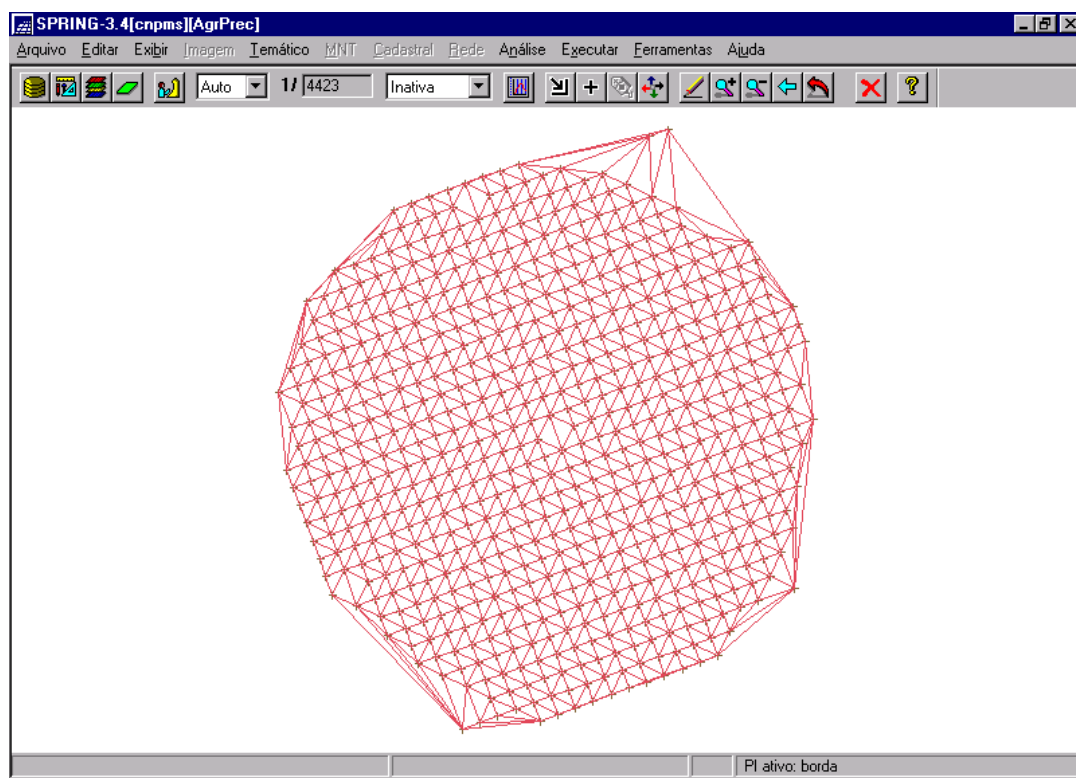 SPRING-3.4[cnpms][AgrPrec]
Arquivo Editar Exibir Imagem Temático MNT Cadastral Rede Análise Executar Ferramentas Ajuda
Auto 1/ 4423 Inativa
PI ativo: borda